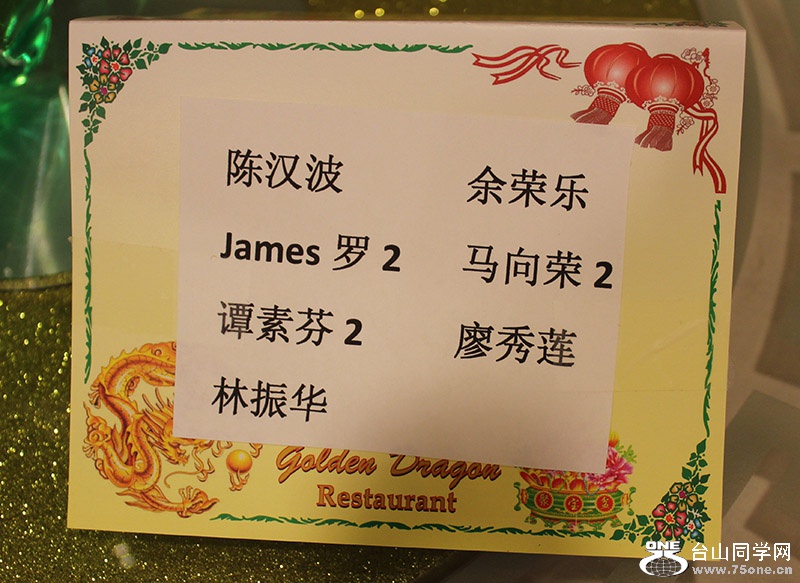 陈汉波
James 罗 2
谭素芬 2
林振华
余荣乐
马向荣 2
廖秀莲
Golden Dragon
Restaurant
ONE 台山同学网
www.75one.cn